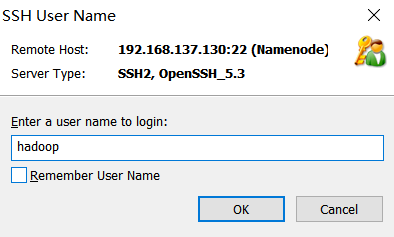 SSH User Name
Remote Host: 192.168.137.130:22 (Namenode)
Server Type: SSH2, OpenSSH_5.3
Enter a user name to login:
hadoop
Remember User Name
OK Cancel